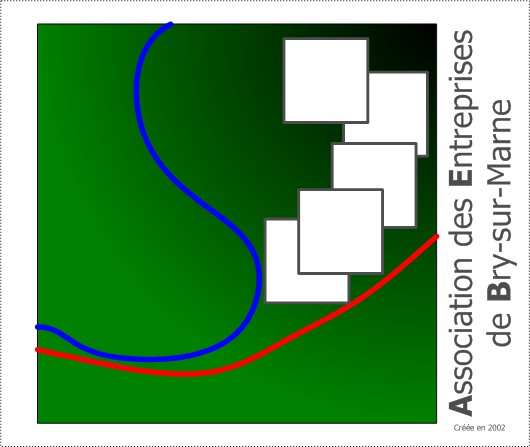 Association des Entreprises
de Bry-sur-Marne
Créée en 2002